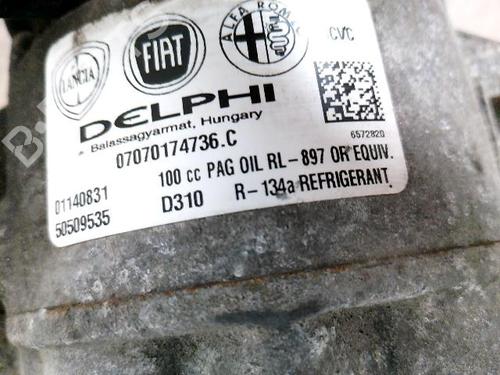 LANCIA
FIAT
ALFA ROMEO
CVC
DELPHI
Balassagyarmat, Hungary
6572820
07070174736.C
100 cc PAG OIL RL-897 OR EQUIV.
01140831
D310 R-134a REFRIGERANT
50509535